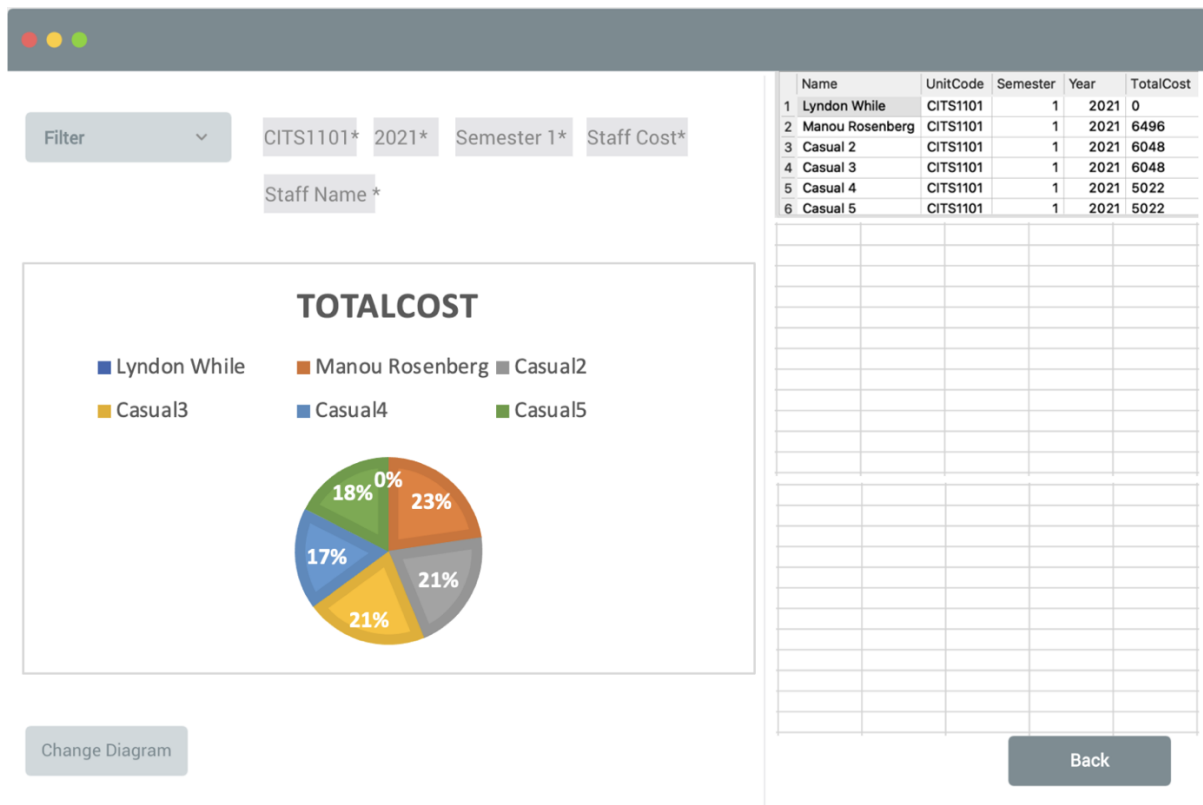 Filter CITS1101* 2021* Semester 1* Staff Cost*
Staff Name *
TOTALCOST
Lyndon While Manou Rosenberg Casual2
Casual3 Casual4 Casual5
0%
18% 23%
17% 21%
21%
Change Diagram
Name UnitCode Semester Year TotalCost
1 Lyndon While CITS1101 1 2021 0
2 Manou Rosenberg CITS1101 1 2021 6496
3 Casual 2 CITS1101 1 2021 6048
4 Casual 3 CITS1101 1 2021 6048
5 Casual 4 CITS1101 1 2021 5022
6 Casual 5 CITS1101 1 2021 5022
Back